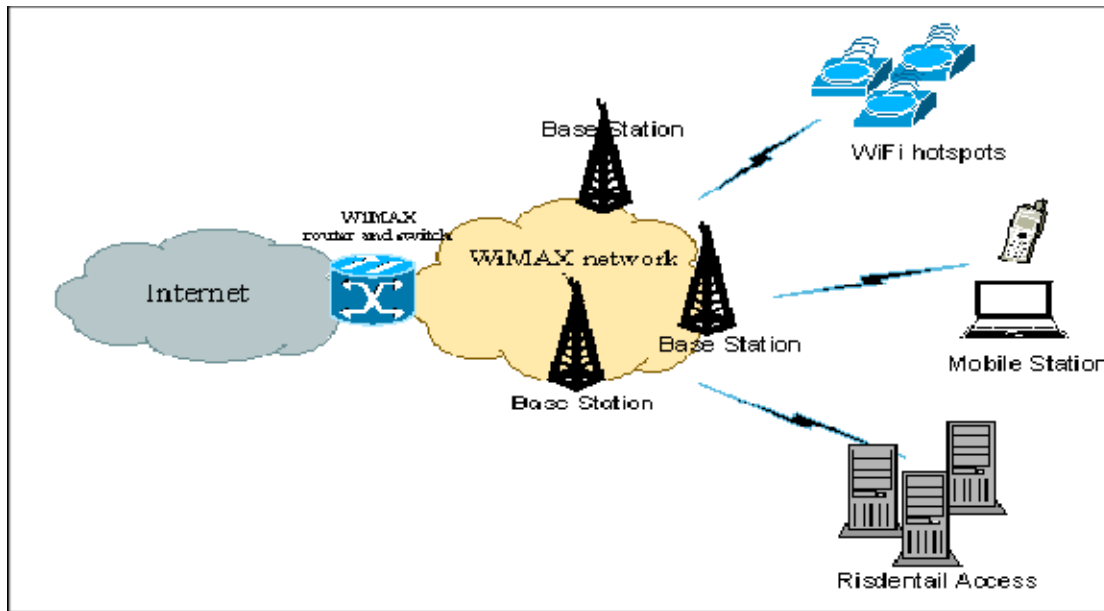 Base Station
WiFi hotspots
WiMAX
router and switch
WiMAX network
Internet
Base Station
Mobile Station
Base Station
Risdentail Access